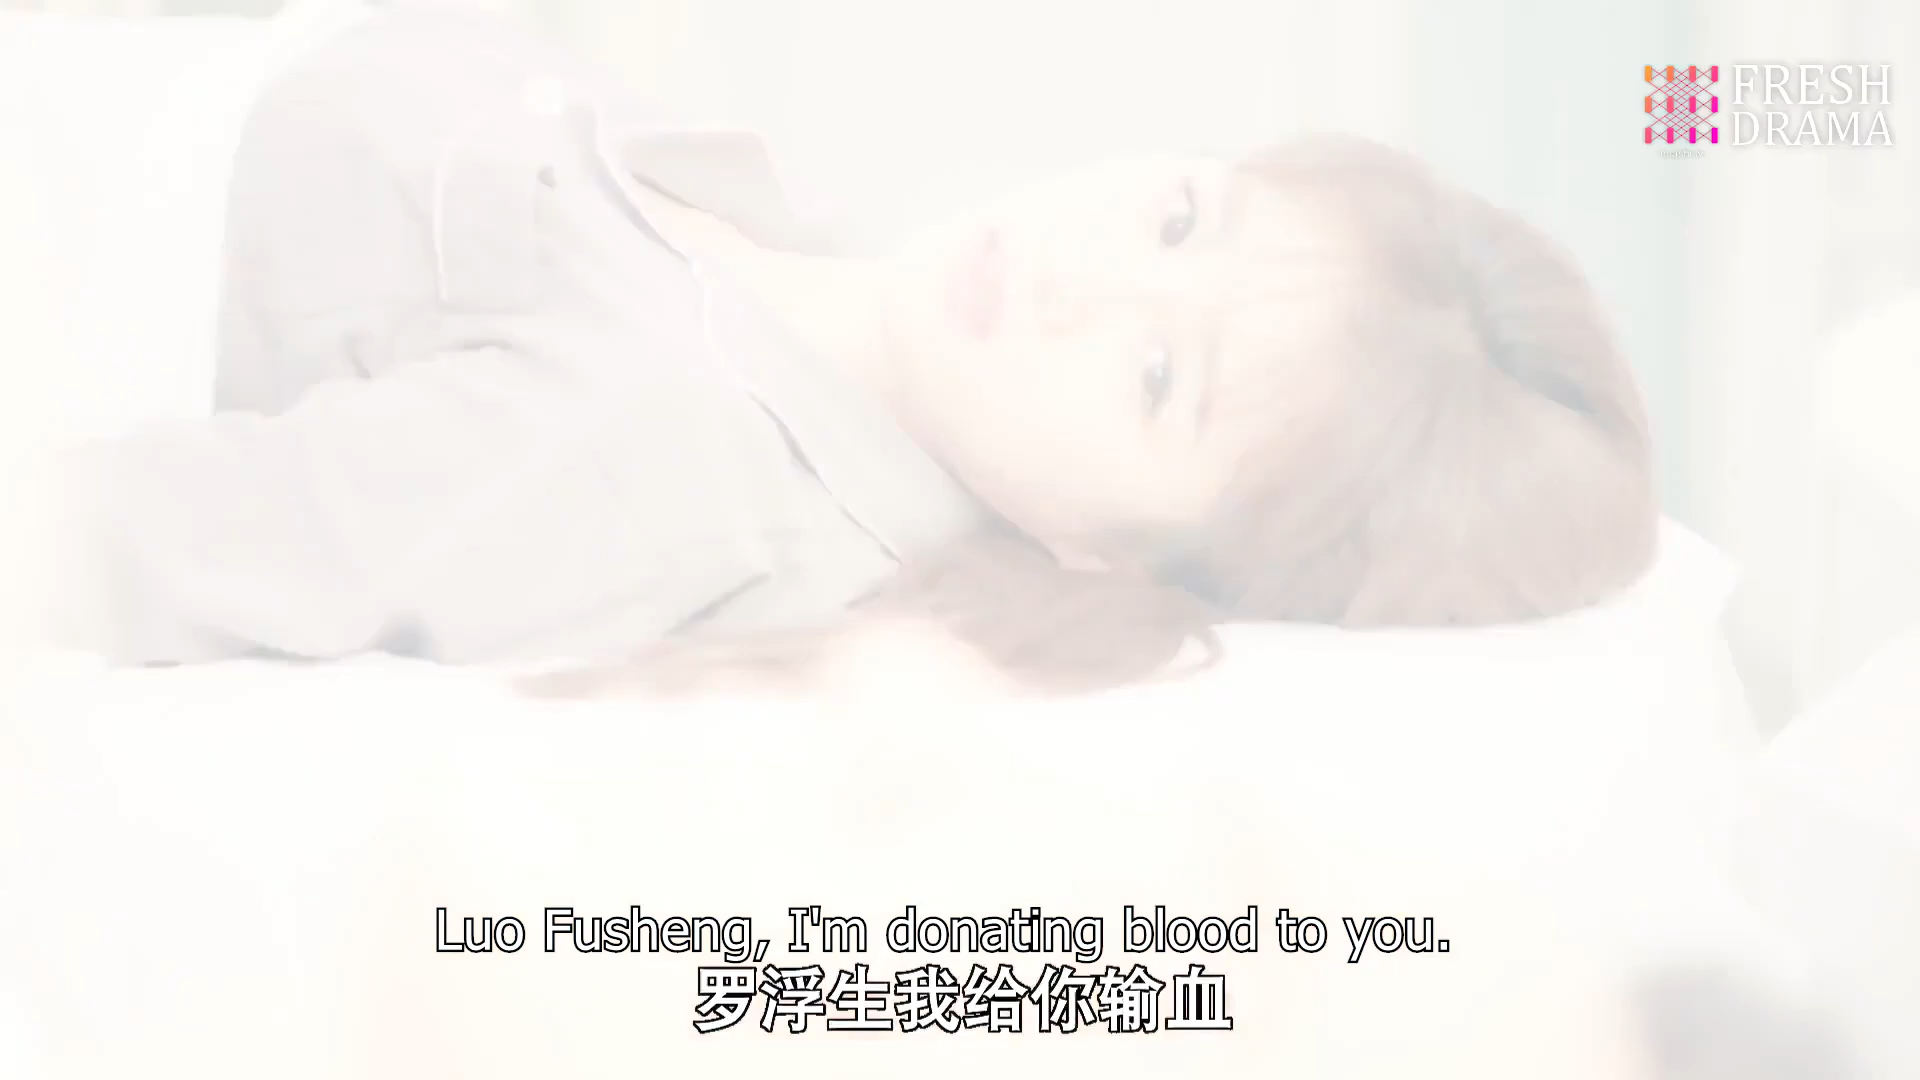 FRESH
DRAMA
Luo Fusheng, I'm donating blood to you.
罗浮生我给你输血